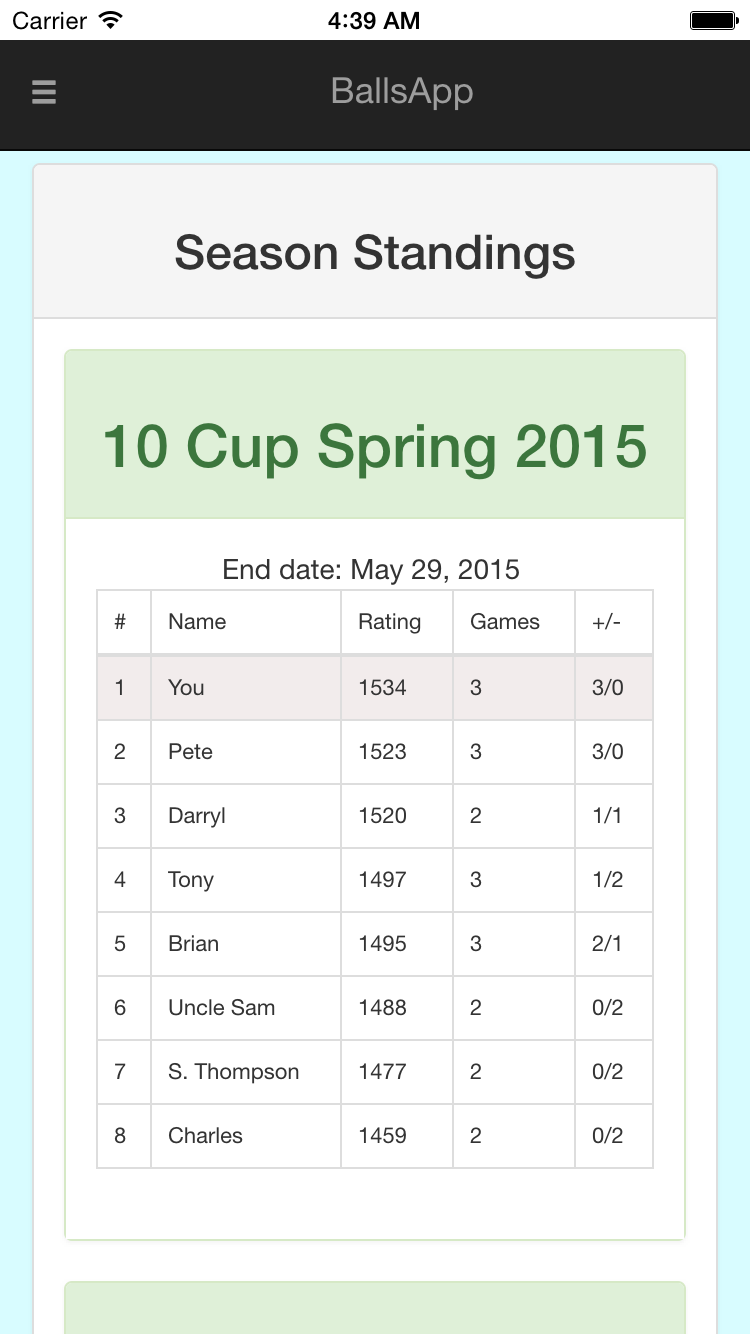 Carrier 4:39 AM
BallsApp
Season Standings
10 Cup Spring 2015
End date: May 29, 2015
# Name Rating Games +/-
1 You 1534 3 3/0
2 Pete 1523 3 3/0
3 Darryl 1520 2 1/1
4 Tony 1497 3 1/2
5 Brian 1495 3 2/1
6 Uncle Sam 1488 2 0/2
7 S. Thompson 1477 2 0/2
8 Charles 1459 2 0/2